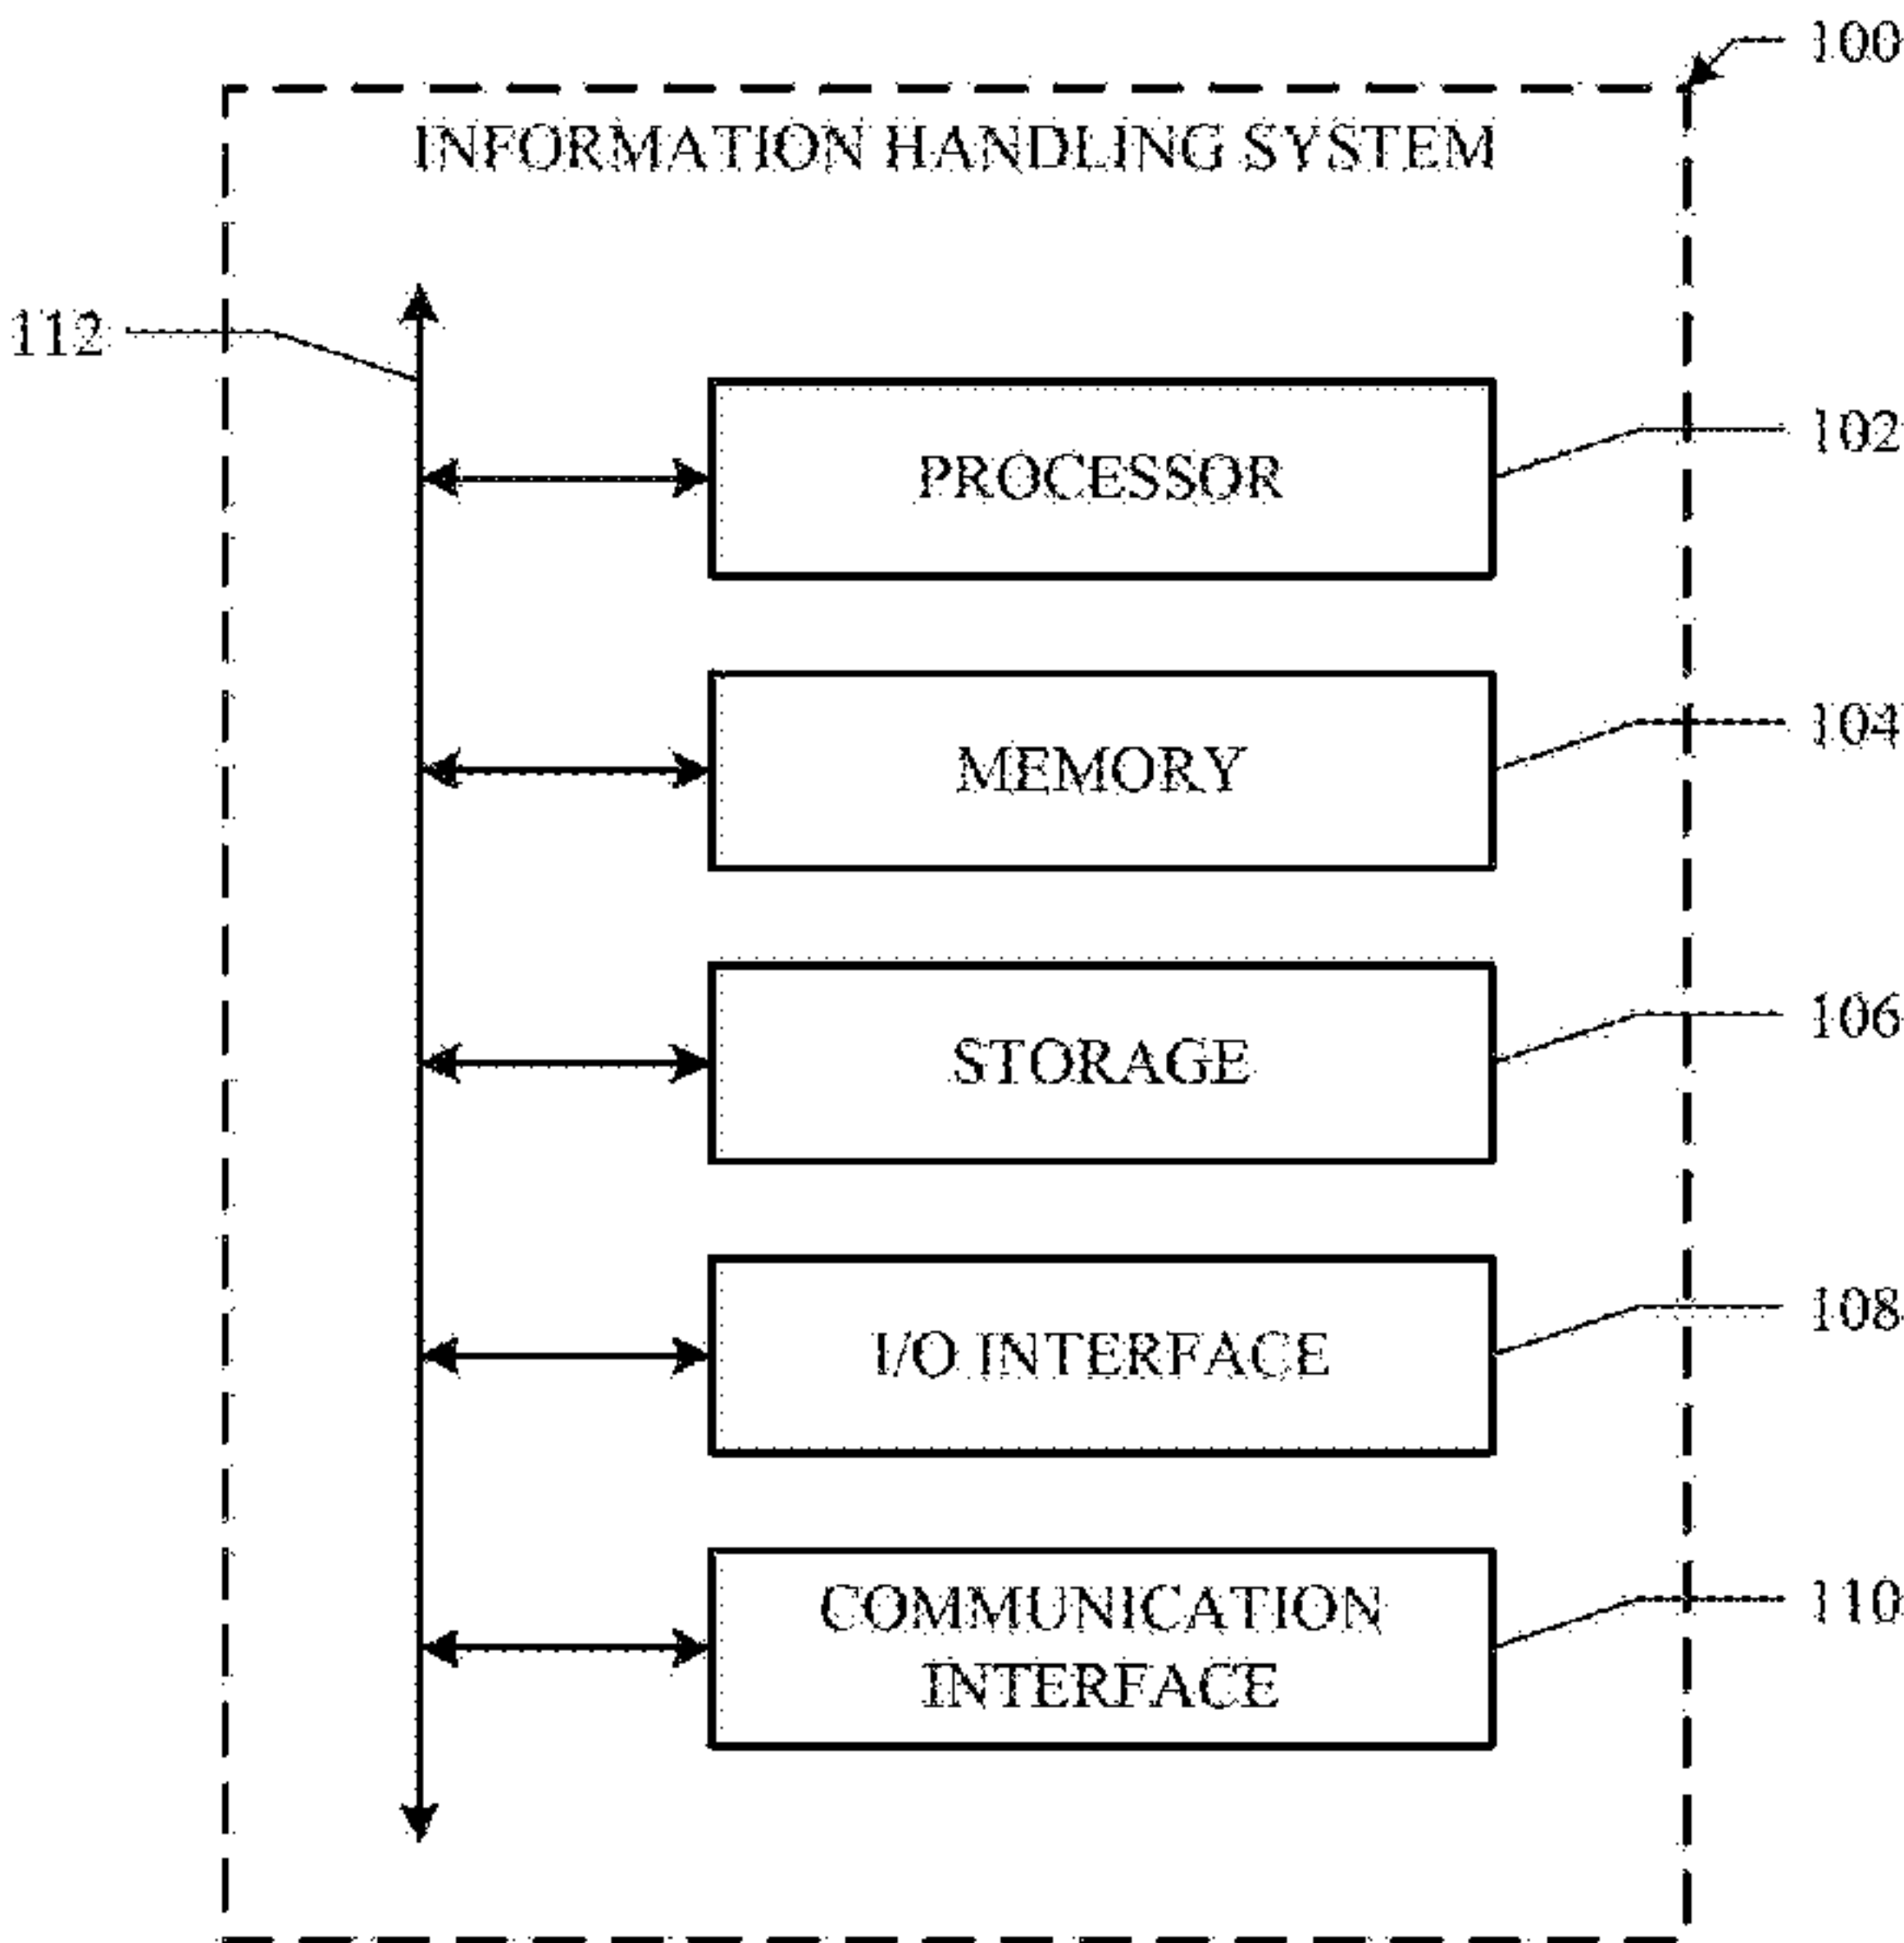 100
INFORMATION HANDLING SYSTEM
112
PROCESSOR
102
MEMORY
104
STORAGE
106
I/O INTERFACE
108
COMMUNICATION
INTERFACE
110